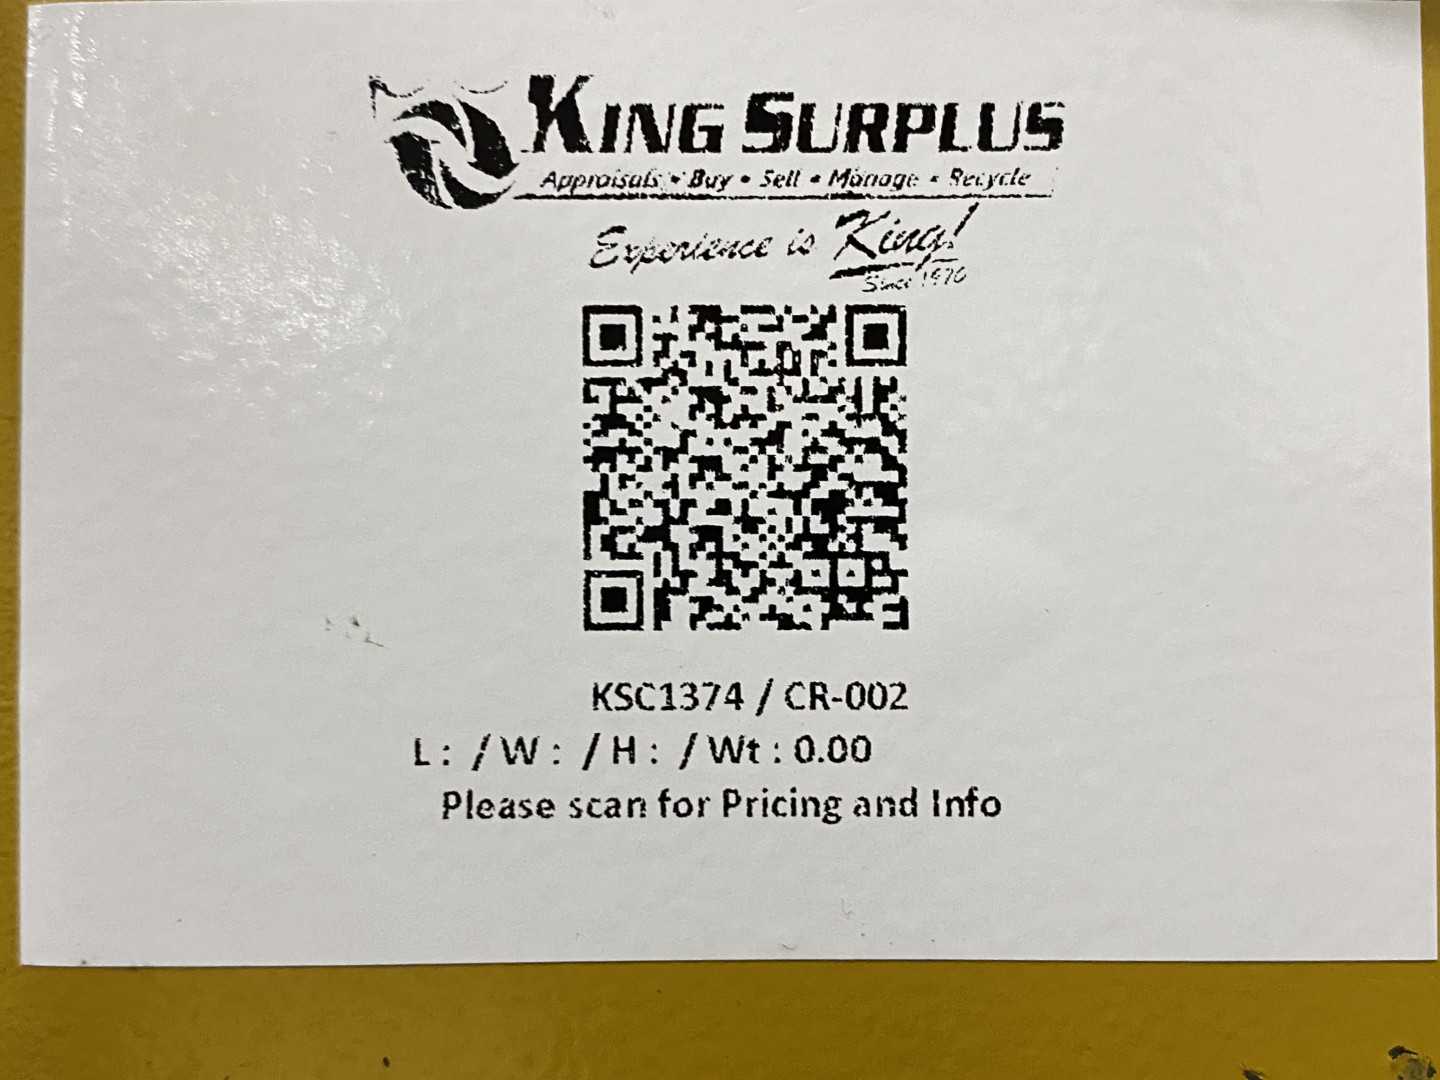 KING SURPLUS
Appraisals • Buy • Sell • Manage • Recycle
Experience is King!
Since 1970
KSC1374 / CR-002
L : / W : / H : / Wt : 0.00
Please scan for Pricing and Info